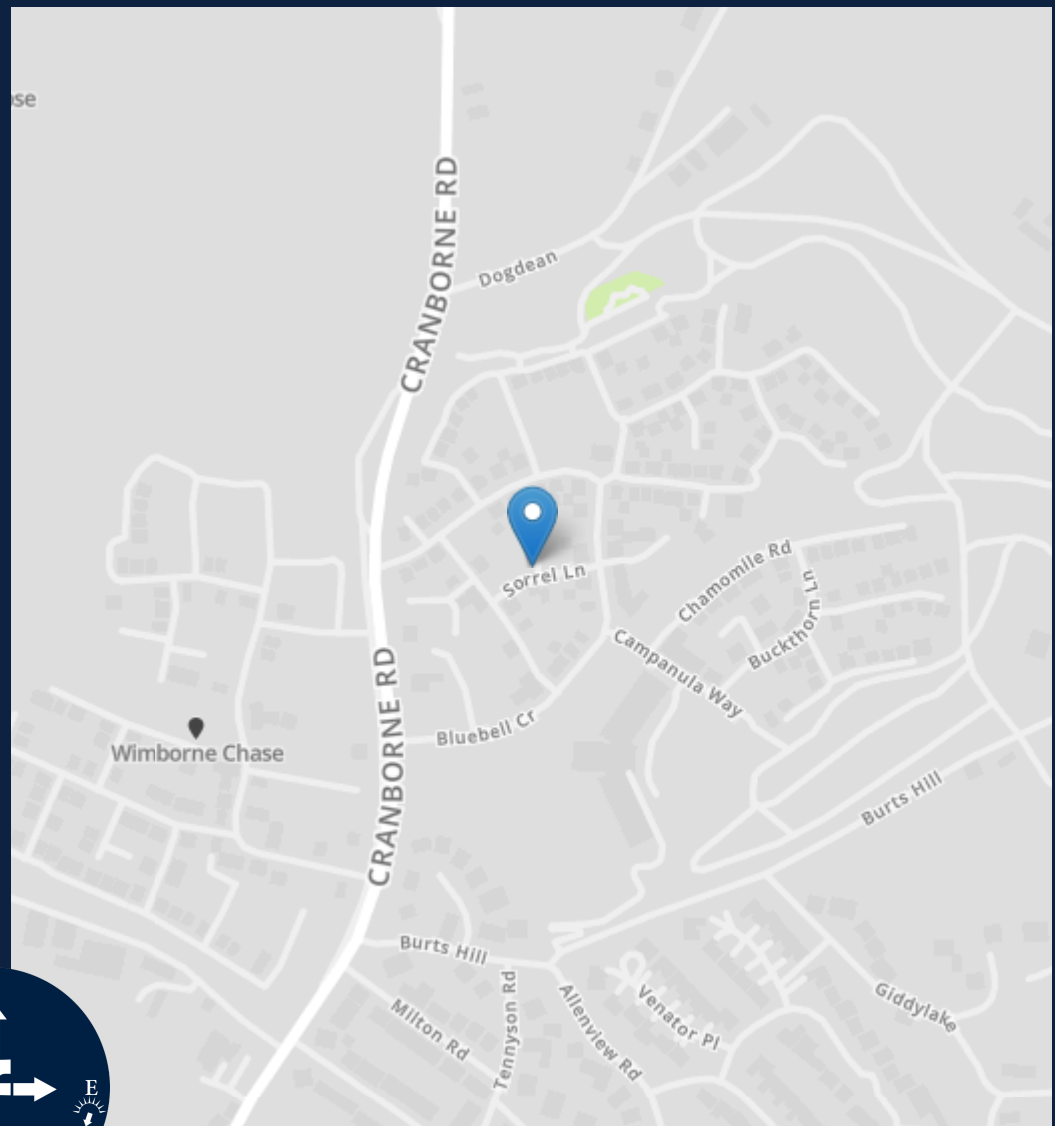 CRANBORNE RD
Dogdean
Sorrel Ln
Chamomile Rd
Buckthorn Ln
Campanula Way
Bluebell Cr
Wimborne Chase
CRANBORNE RD
Burts Hill
Burts Hill
Milton Rd
Tennyson Rd
Allenview Rd
Venator Pl
Giddylake
E